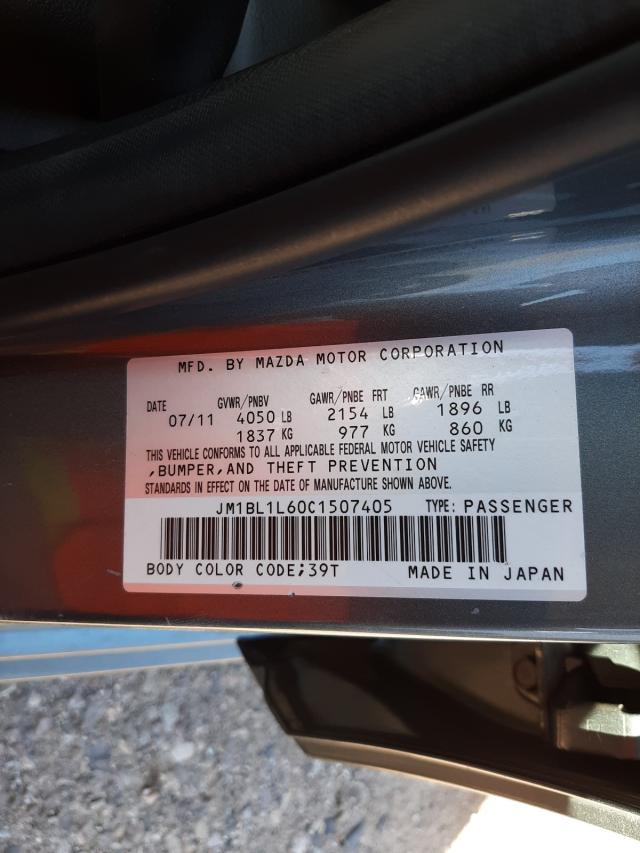 MFD. BY MAZDA MOTOR CORPORATION
DATE GVWR/PNBV GAWR/PNBE FRT GAWR/PNBE RR
07/11 4050 LB 2154 LB 1896 LB
1837 KG 977 KG 860 KG
THIS VEHICLE CONFORMS TO ALL APPLICABLE FEDERAL MOTOR VEHICLE SAFETY
,BUMPER,AND THEFT PREVENTION
STANDARDS IN EFFECT ON THE DATE OF MANUFACTURE SHOWN ABOVE.
JM1BL1L60C1507405 TYPE: PASSENGER
BODY COLOR CODE;39T MADE IN JAPAN